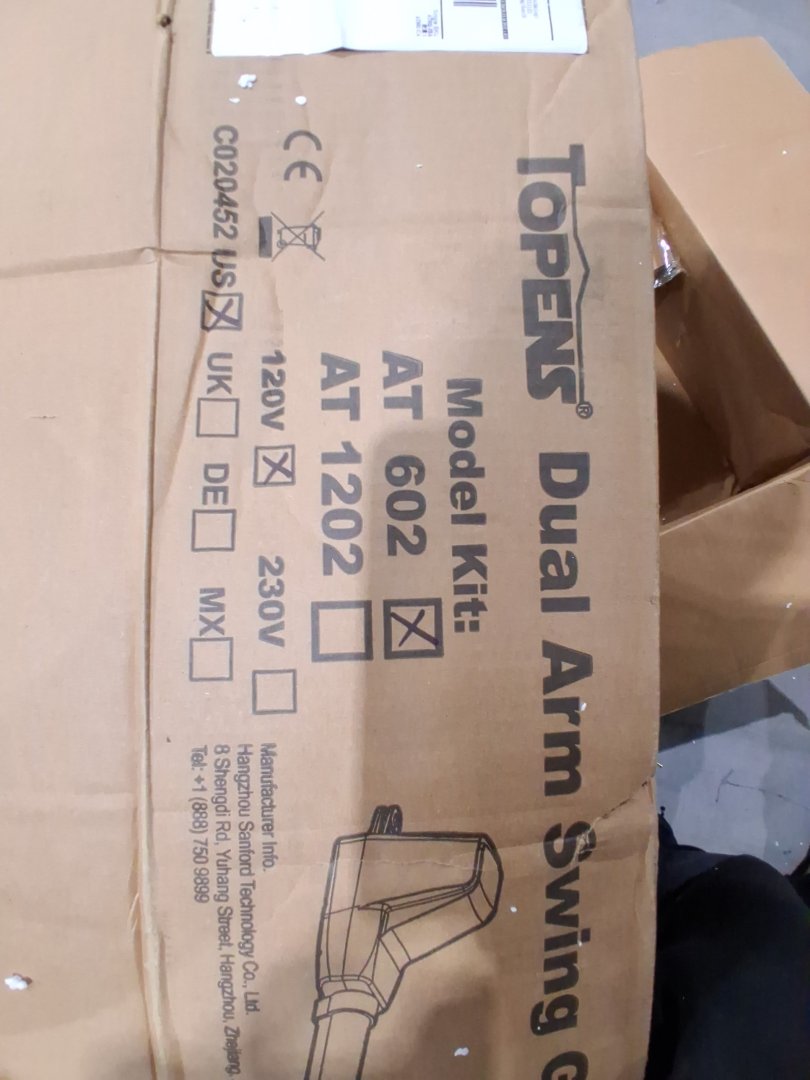 TOPENS® Dual Arm Swing G
Model Kit:
AT 602 ☒
AT 1202 ☐
CE
120V ☒ 230V ☐
C020452 US ☒ UK ☐ DE ☐ MX ☐
Manufacturer Info.
Hangzhou Sanford Technology Co., Ltd.
8 Shengdi Rd, Yuhang Street, Hangzhou, Zhejiang.
Tel: +1 (888) 750 9899